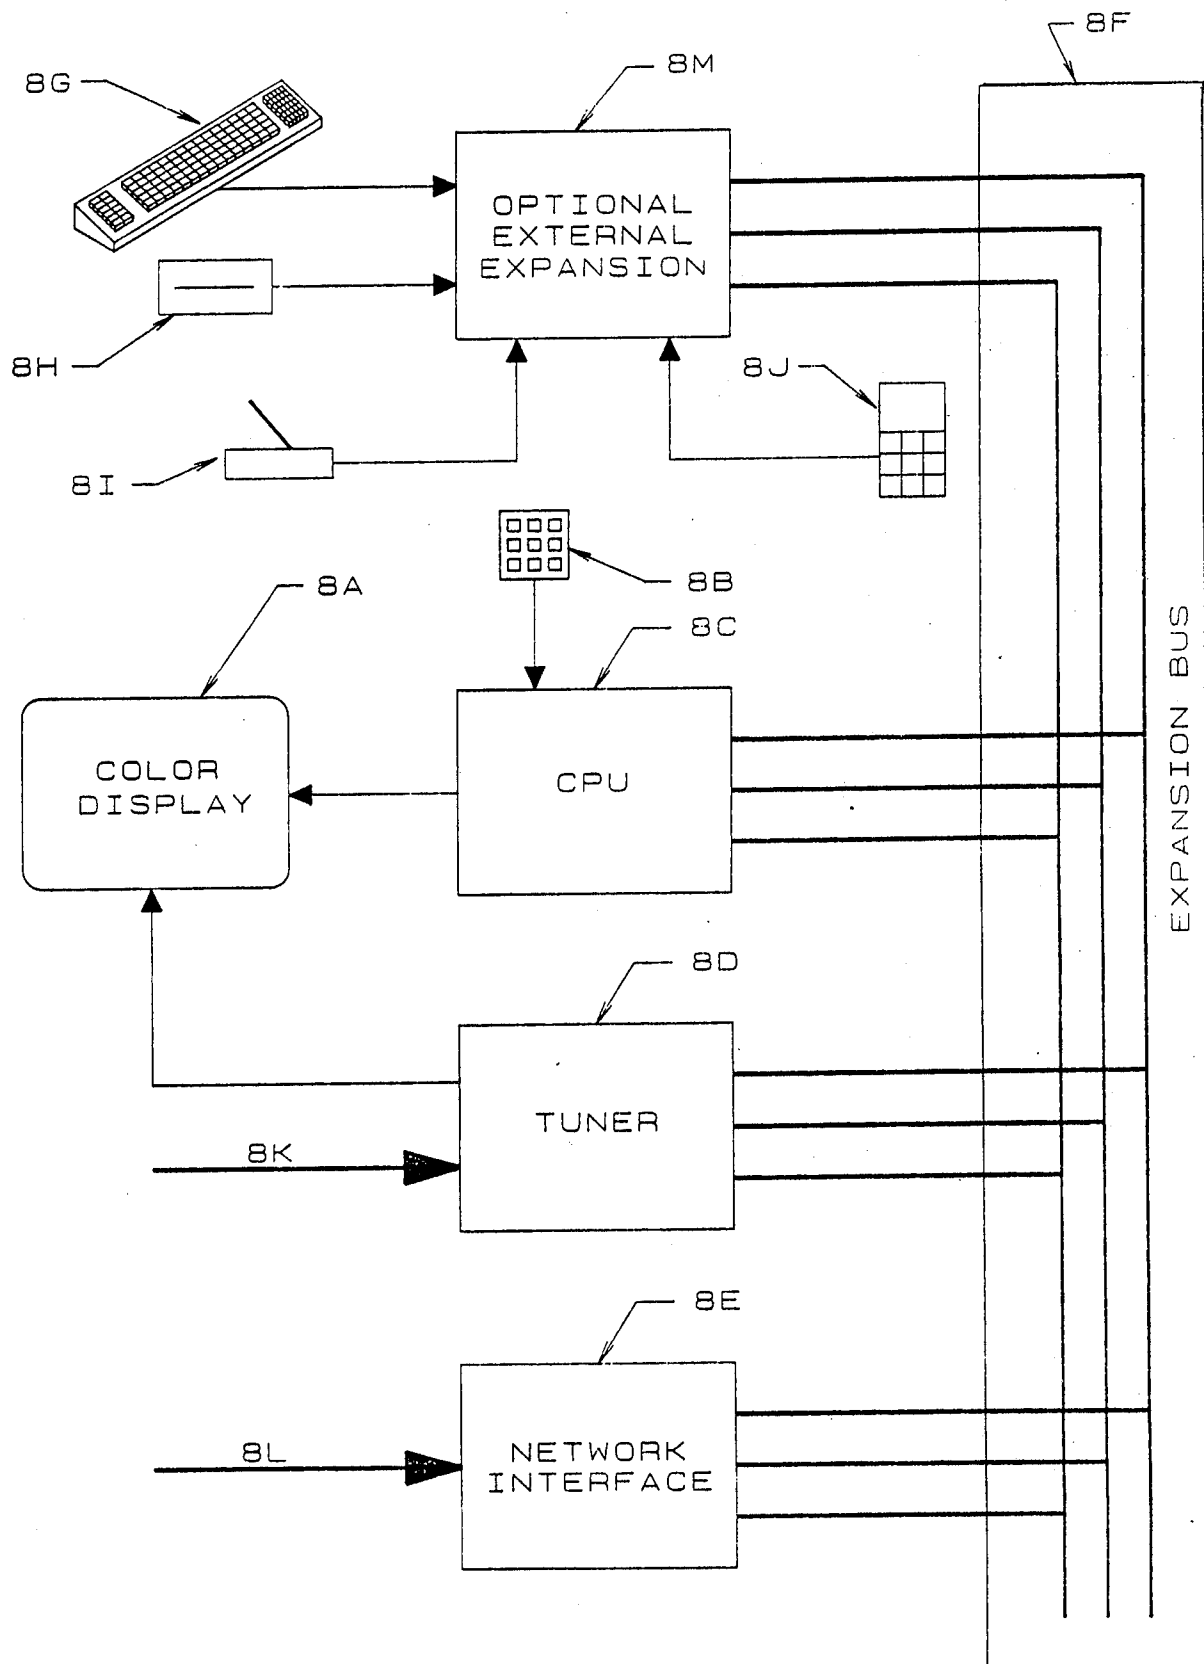 8F
8M
8G
OPTIONAL
EXTERNAL
EXPANSION
8H
8J
8I
8B
8A
8C
EXPANSION BUS
COLOR
DISPLAY
CPU
8D
TUNER
8K
8E
8L
NETWORK
INTERFACE